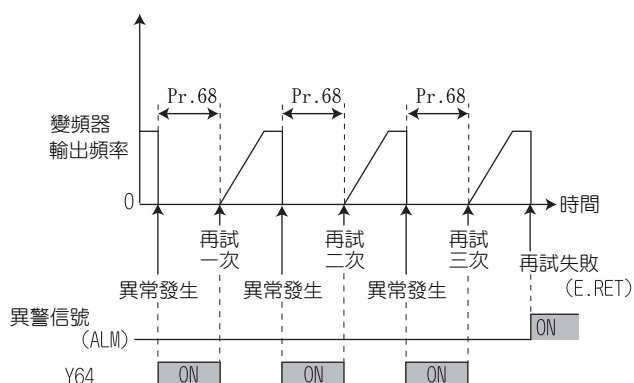 Pr.68 Pr.68 Pr.68
變頻器
輸出頻率
0
時間
再試
一次
再試
二次
再試
三次
再試失敗
(E.RET)
異常發生 異常發生 異常發生
異警信號
(ALM)
ON
Y64
ON ON ON